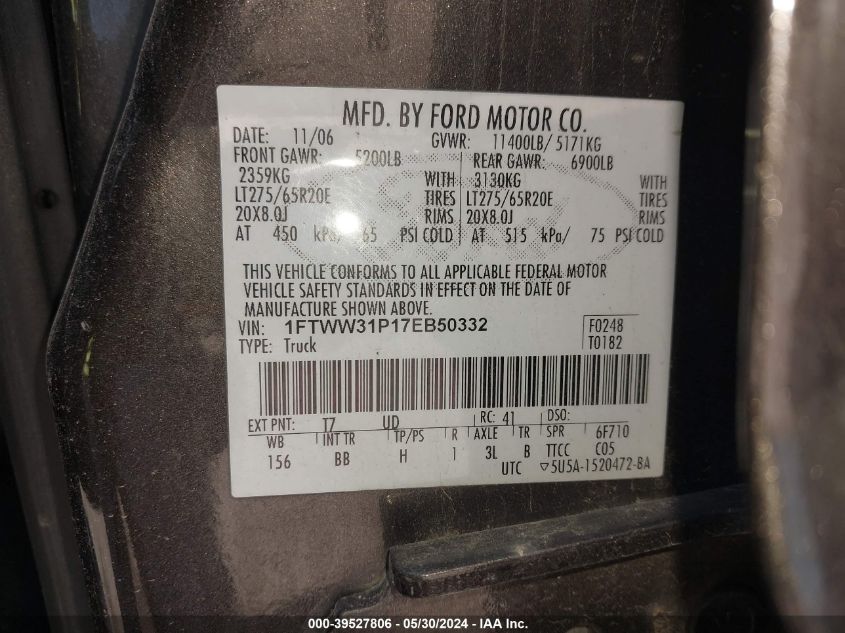 MFD. BY FORD MOTOR CO.
DATE: 11/06 GVWR: 11400LB/ 5171KG
FRONT GAWR: 5200LB REAR GAWR: 6900LB
2359KG WITH 3130KG WITH
LT275/65R20E TIRES LT275/65R20E TIRES
20X8.0J RIMS 20X8.0J RIMS
AT 450 kPa/ 65 PSI COLD AT 515 kPa/ 75 PSI COLD
THIS VEHICLE CONFORMS TO ALL APPLICABLE FEDERAL MOTOR
VEHICLE SAFETY STANDARDS IN EFFECT ON THE DATE OF
MANUFACTURE SHOWN ABOVE.
VIN: 1FTWW31P17EB50332 F0248
TYPE: Truck T0182
EXT PNT: T7 UD RC: 41 DSO:
WB INT TR TP/PS R AXLE TR SPR 6F710
156 BB H 1 3L B TTCC C05
UTC ▽5U5A-1520472-BA
000-39527806 - 05/30/2024 - IAA Inc.